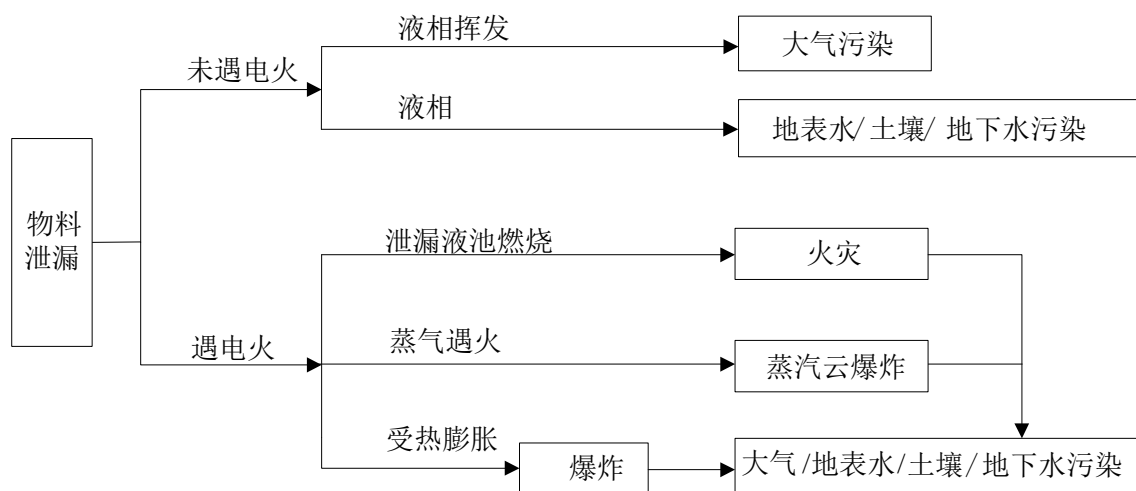 液相挥发
大气污染
未遇电火
液相
地表水/土壤/地下水污染
物料
泄漏
泄漏液池燃烧
火灾
遇电火
蒸气遇火
蒸汽云爆炸
受热膨胀
爆炸
大气/地表水/土壤/地下水污染